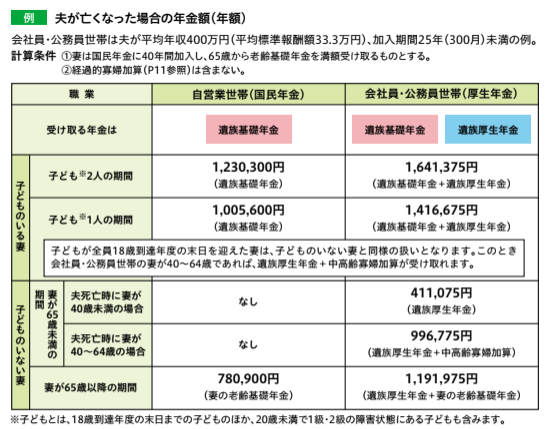 例 夫が亡くなった場合の年金額（年額）
会社員・公務員世帯は夫が平均年収400万円（平均標準報酬額33.3万円）、加入期間25年（300月）未満の例。
計算条件 ①妻は国民年金に40年間加入し、65歳から老齢基礎年金を満額受け取るものとする。
②経過的寡婦加算（P11参照）は含まない。
職業 自営業世帯（国民年金） 会社員・公務員世帯（厚生年金）
受け取る年金は 遺族基礎年金 遺族基礎年金 遺族厚生年金
子どものいる妻
子ども※2人の期間 1,230,300円 1,641,375円
（遺族基礎年金） （遺族基礎年金＋遺族厚生年金）
子ども※1人の期間 1,005,600円 1,416,675円
（遺族基礎年金） （遺族基礎年金＋遺族厚生年金）
子どもが全員18歳到達年度の末日を迎えた妻は、子どものいない妻と同様の扱いとなります。このとき
会社員・公務員世帯の妻が40～64歳であれば、遺族厚生年金＋中高齢寡婦加算が受け取れます。
子どものいない妻
妻が65歳未満の
期間
夫死亡時に妻が
40歳未満の場合
なし
411,075円
（遺族厚生年金）
夫死亡時に妻が
40～64歳の場合
なし
996,775円
（遺族厚生年金＋中高齢寡婦加算）
妻が65歳以降の期間 780,900円 1,191,975円
（妻の老齢基礎年金） （遺族厚生年金＋妻の老齢基礎年金）
※子どもとは、18歳到達年度の末日までの子どものほか、20歳未満で1級・2級の障害状態にある子どもも含みます。